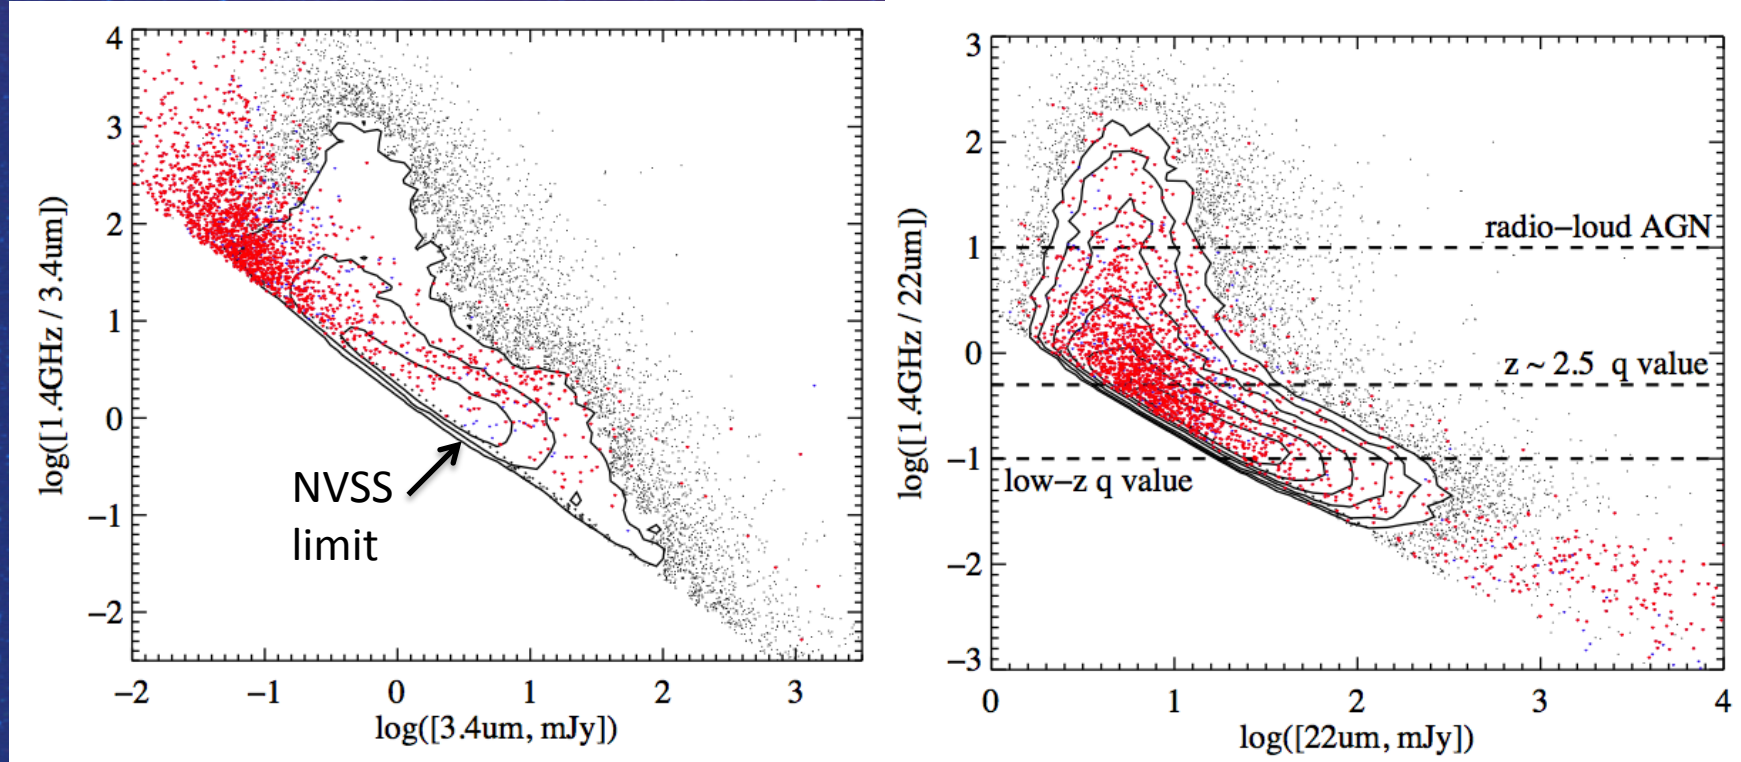 4
3
2
1
0
−1
−2
−2 −1 0 1 2 3
log([1.4GHz / 3.4um])
log([3.4um, mJy])
NVSS
limit
3
2
1
0
−1
−2
−3
0 1 2 3 4
log([1.4GHz / 22um])
log([22um, mJy])
radio−loud AGN
z ~ 2.5 q value
low−z q value